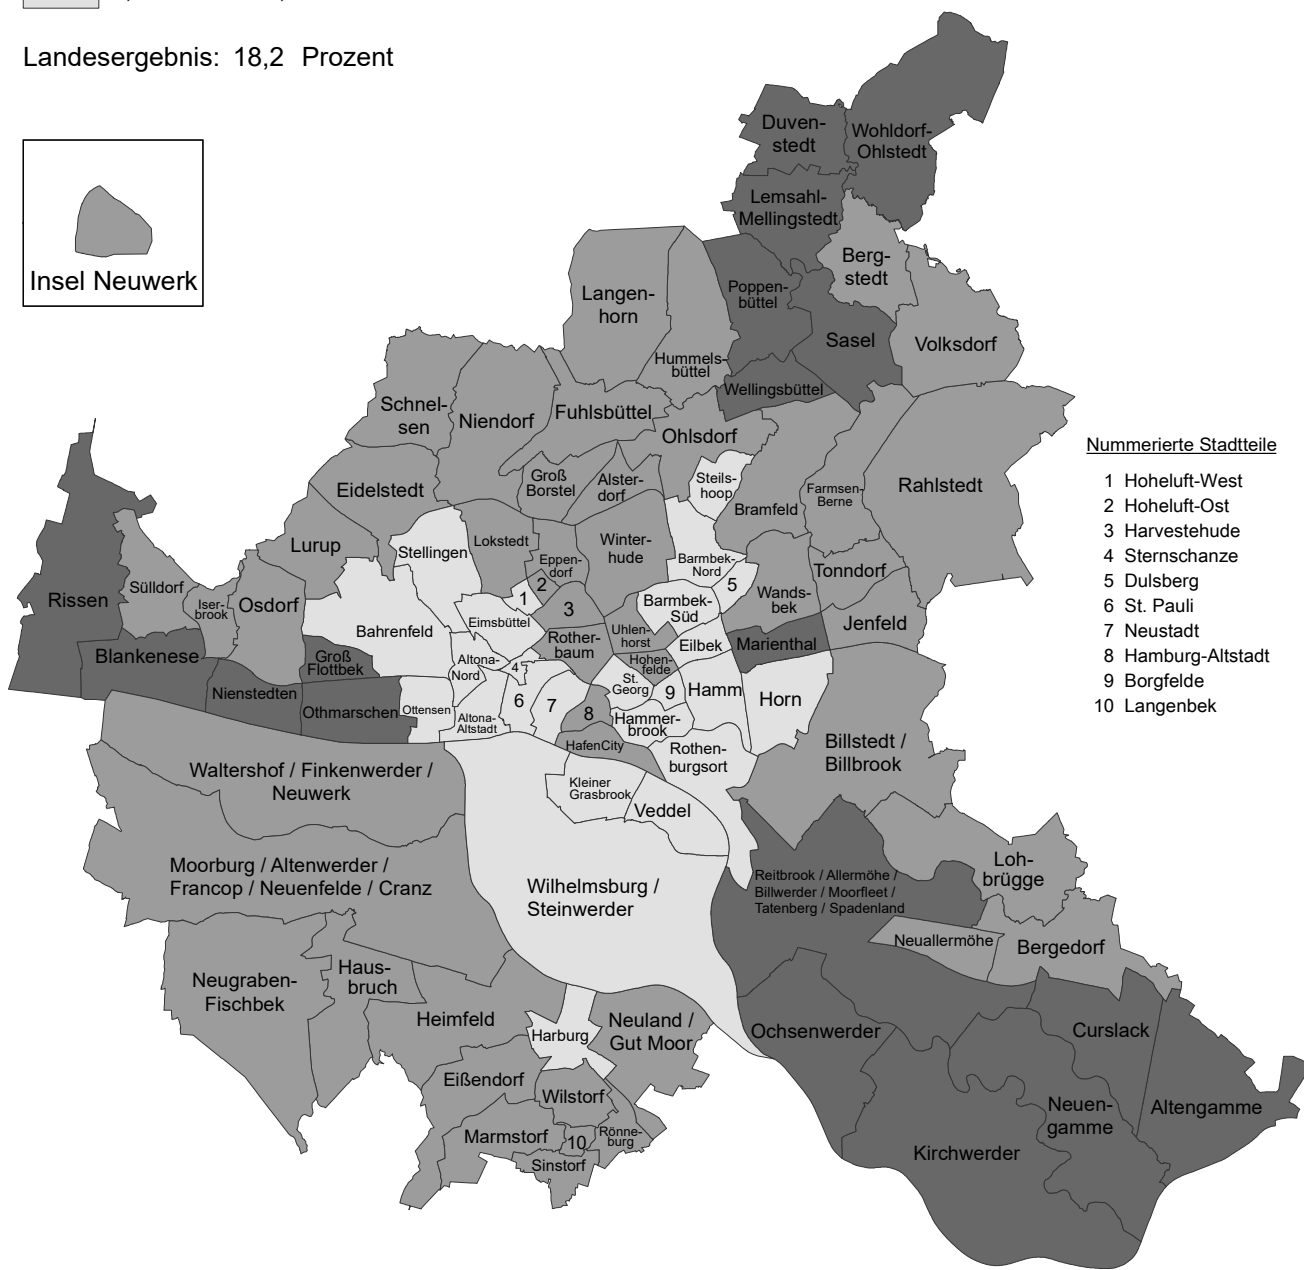 Landesergebnis: 18,2 Prozent
Insel Neuwerk
Duven-
stedt
Wohldorf-
Ohlstedt
Lemsahl-
Mellingstedt
Berg-
stedt
Langen-
horn
Poppen-
büttel
Hummels-
büttel
Sasel
Volksdorf
Wellingsbüttel
Schnel-
sen
Niendorf
Fuhlsbüttel
Ohlsdorf
Eidelstedt
Groß
Borstel
Alster-
dorf
Steils-
hoop
Bramfeld
Farmsen-
Berne
Rahlstedt
Lurup
Stellingen
Lokstedt
Eppen-
dorf
Winter-
hude
Barmbek-
Nord
5
Wands-
bek
Tonndorf
Jenfeld
Rissen
Sülldorf
Iser-
brook
Osdorf
Bahrenfeld
Eimsbüttel
1
2
3
Barmbek-
Süd
Uhlen-
horst
Eilbek
Marienthal
Blankenese
Groß
Flottbek
Rother-
baum
Hohen-
felde
Nienstedten
Othmarschen
Altona-
Nord
4
St.
Georg
9
Hamm
Horn
Ottensen
Altona-
Altstadt
6
7
8
Hammer-
brook
HafenCity
Rothen-
burgsort
Billstedt /
Billbrook
Waltershof / Finkenwerder /
Neuwerk
Kleiner
Grasbrook
Veddel
Moorburg / Altenwerder /
Francop / Neuenfelde / Cranz
Wilhelmsburg /
Steinwerder
Reitbrook / Allermöhe /
Billwerder / Moorfleet /
Tatenberg / Spadenland
Loh-
brügge
Neuallermöhe
Bergedorf
Neugraben-
Fischbek
Haus-
bruch
Heimfeld
Harburg
Neuland /
Gut Moor
Ochsenwerder
Curslack
Eißendorf
Wilstorf
Neuen-
gamme
Altengamme
Marmstorf
10
Rönne-
burg
Sinstorf
Kirchwerder
Nummerierte Stadtteile
1 Hoheluft-West
2 Hoheluft-Ost
3 Harvestehude
4 Sternschanze
5 Dulsberg
6 St. Pauli
7 Neustadt
8 Hamburg-Altstadt
9 Borgfelde
10 Langenbek